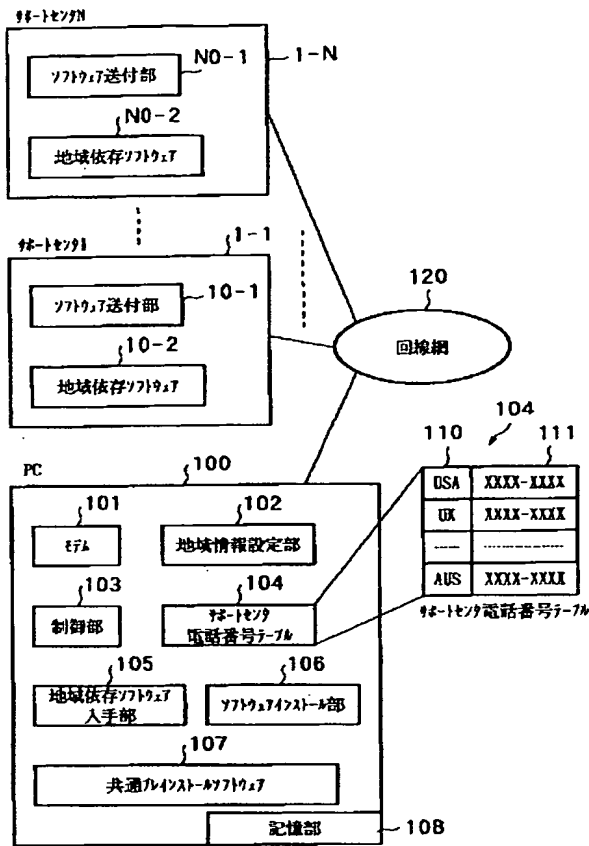 サポートセンタN
N0-1
1-N
ソフトウェア送付部
N0-2
地域依存ソフトウェア
サポートセンタ1
1-1
10-1
ソフトウェア送付部
10-2
地域依存ソフトウェア
120
回線網
104
110
111
USA XXXX-XXXX
UK XXXX-XXXX
AUS XXXX-XXXX
サポートセンタ電話番号テーブル
PC
100
101
モデム
102
地域情報設定部
103
制御部
104
サポートセンタ
電話番号テーブル
105
地域依存ソフトウェア
入手部
106
ソフトウェアインストール部
107
共通プレインストールソフトウェア
記憶部
108